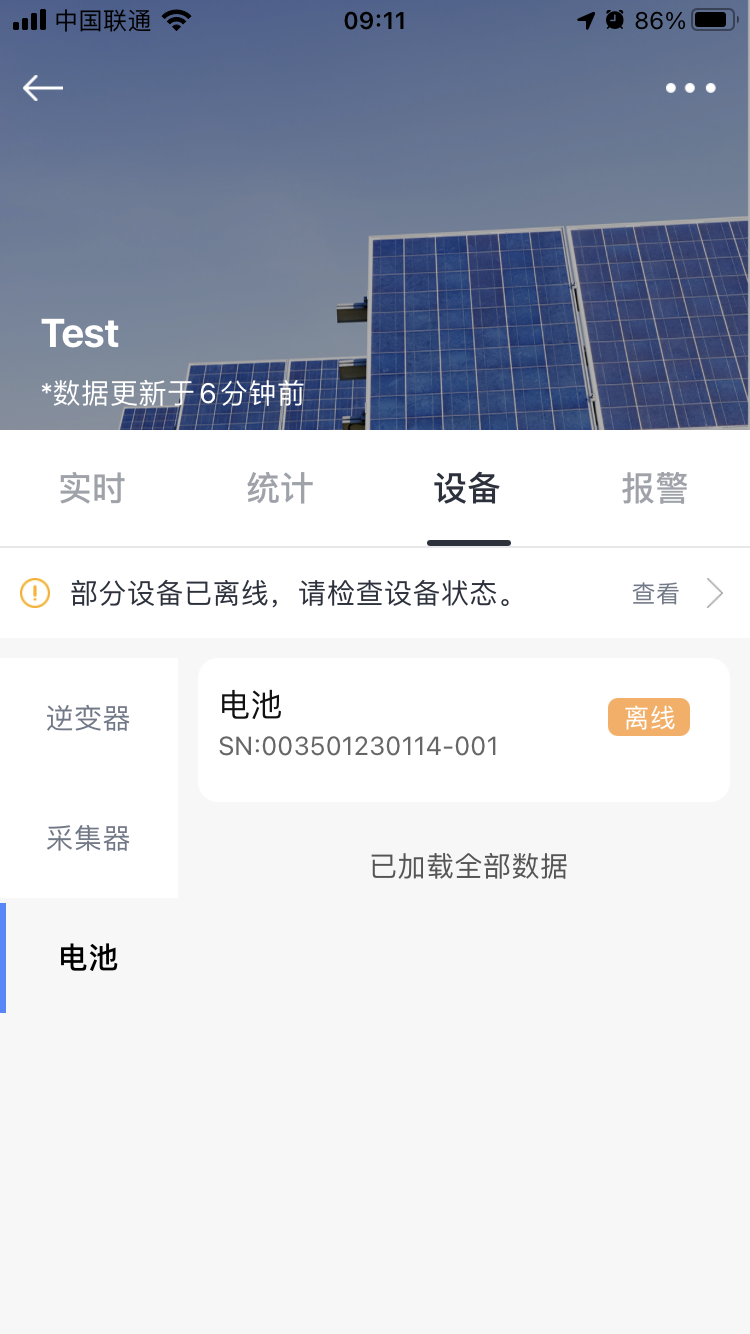 中国联通 09:11 86%
Test
*数据更新于6分钟前
实时 统计 设备 报警
部分设备已离线，请检查设备状态。 查看
逆变器
采集器
电池
电池
SN:003501230114-001
离线
已加载全部数据